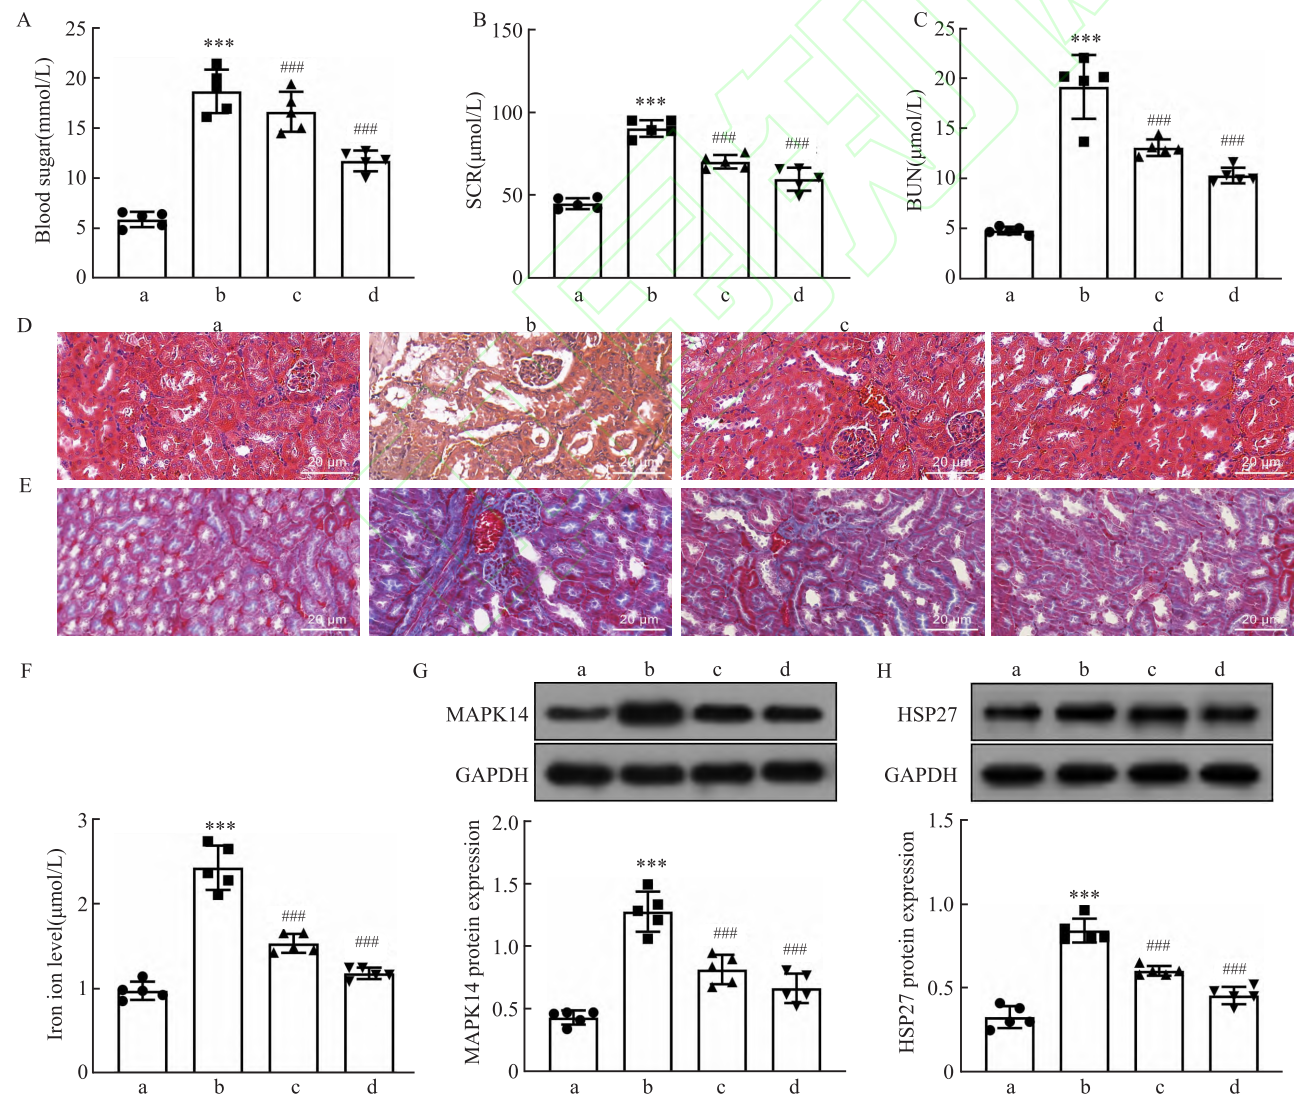 A
Blood sugar(mmol/L)
25
20
15
10
5
0
***
###
###
a b c d
B
SCR(μmol/L)
150
100
50
0
***
###
###
a b c d
C
BUN(μmol/L)
25
20
15
10
5
0
***
###
###
a b c d
D
a b c d
20 μm 20 μm 20 μm 20 μm
E
20 μm 20 μm 20 μm 20 μm
F
Iron ion level(μmol/L)
3
2
1
0
***
###
###
a b c d
G
a b c d
MAPK14
GAPDH
MAPK14 protein expression
2.0
1.5
1.0
0.5
0
***
###
###
a b c d
H
a b c d
HSP27
GAPDH
HSP27 protein expression
1.5
1.0
0.5
0
***
###
###
a b c d